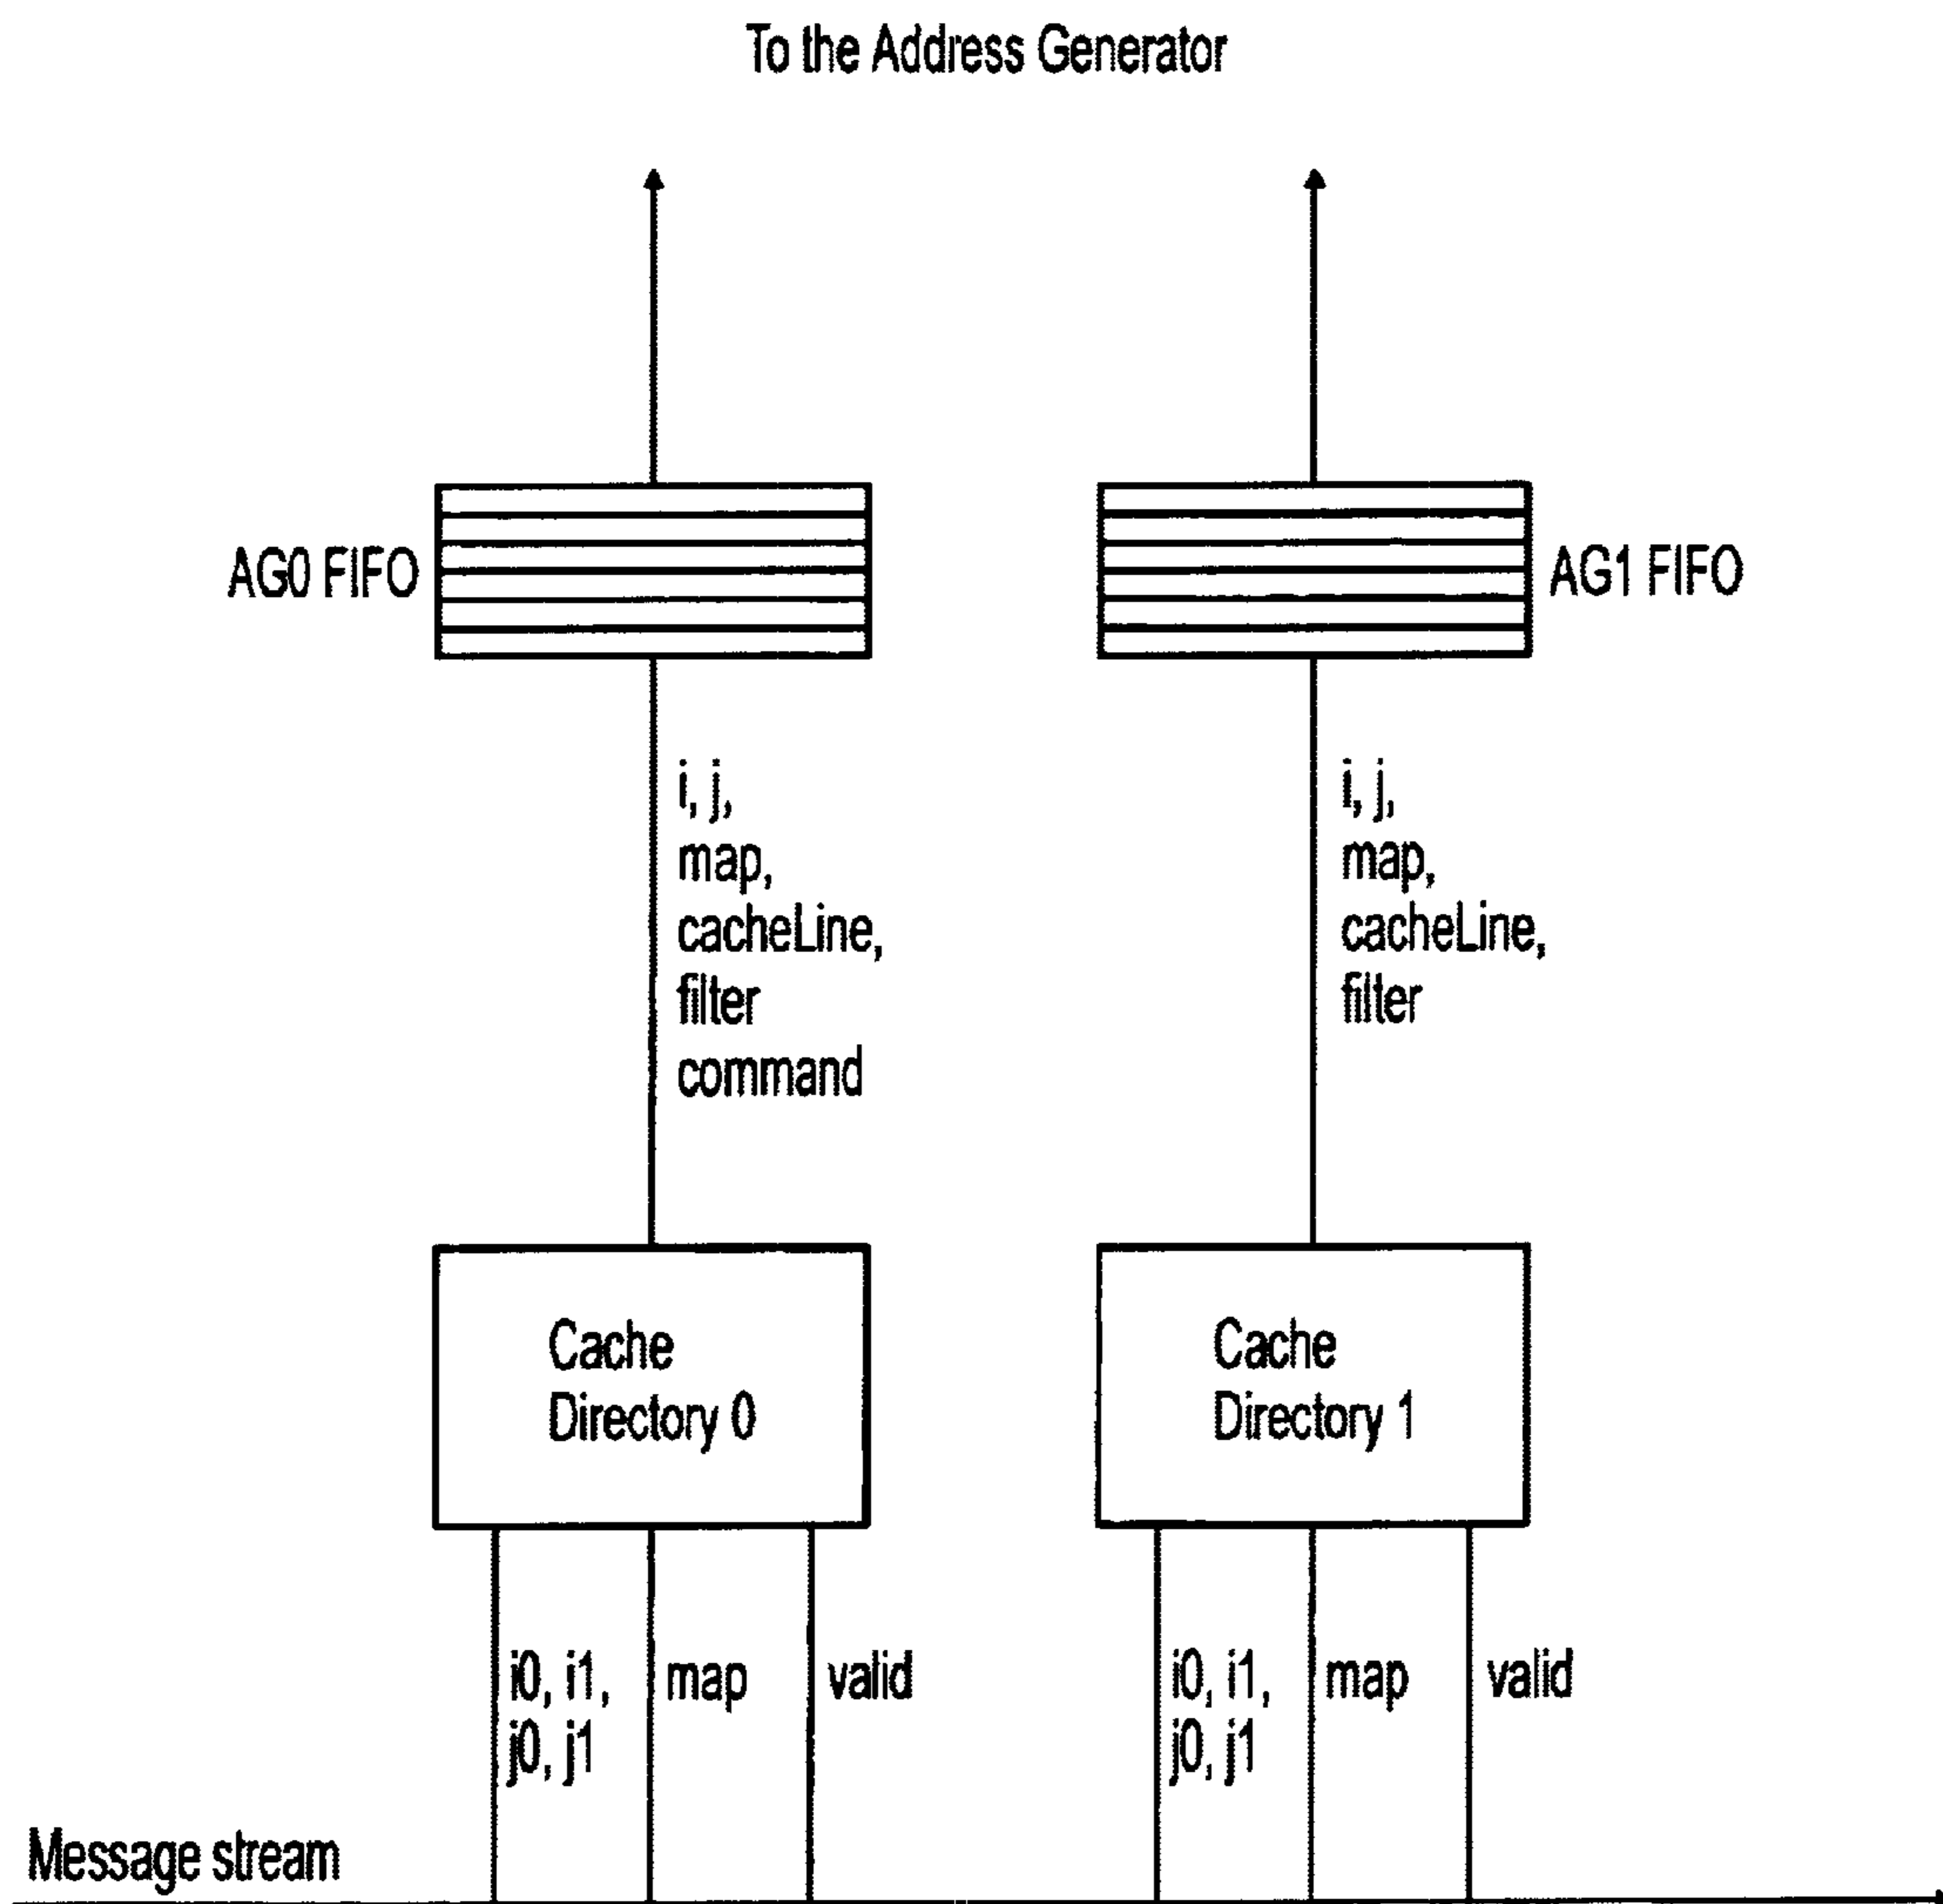 To the Address Generator
AG0 FIFO
AG1 FIFO
i, j,
map,
cacheLine,
filter
command
i, j,
map,
cacheLine,
filter
Cache
Directory 0
Cache
Directory 1
i0, i1,
j0, j1
map
valid
i0, i1,
j0, j1
map
valid
Message stream